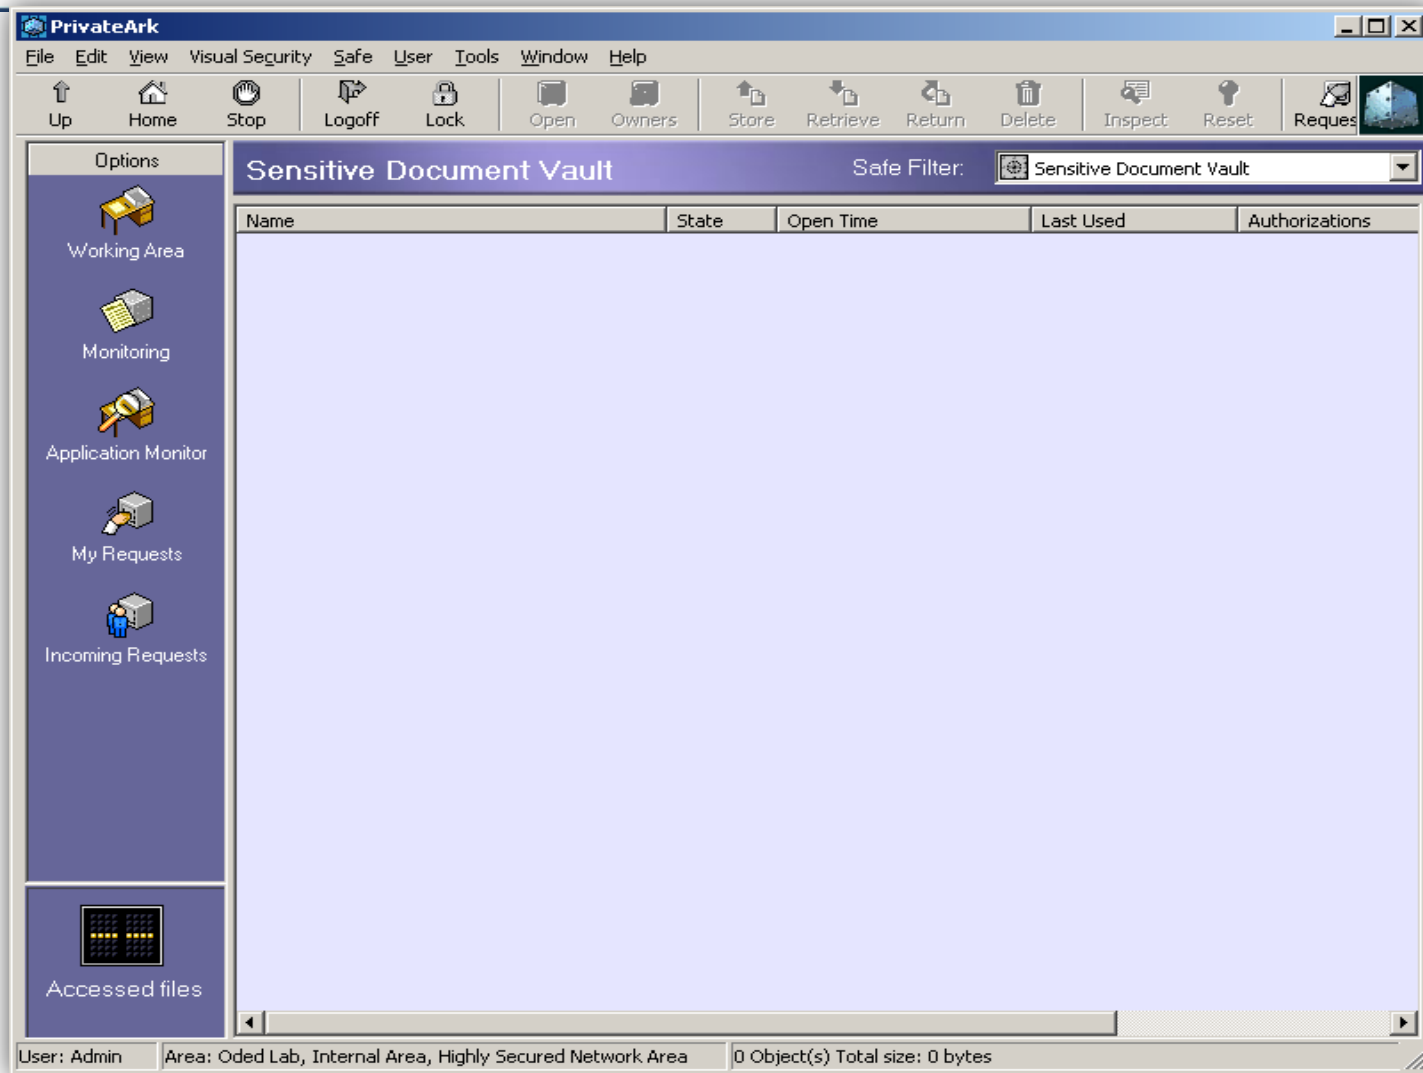 PrivateArk
File Edit View Visual Security Safe User Tools Window Help
Up Home Stop Logoff Lock Open Owners Store Retrieve Return Delete Inspect Reset Reques
Options
Sensitive Document Vault Safe Filter: Sensitive Document Vault
Name State Open Time Last Used Authorizations
Working Area
Monitoring
Application Monitor
My Requests
Incoming Requests
Accessed files
User: Admin Area: Oded Lab, Internal Area, Highly Secured Network Area 0 Object(s) Total size: 0 bytes